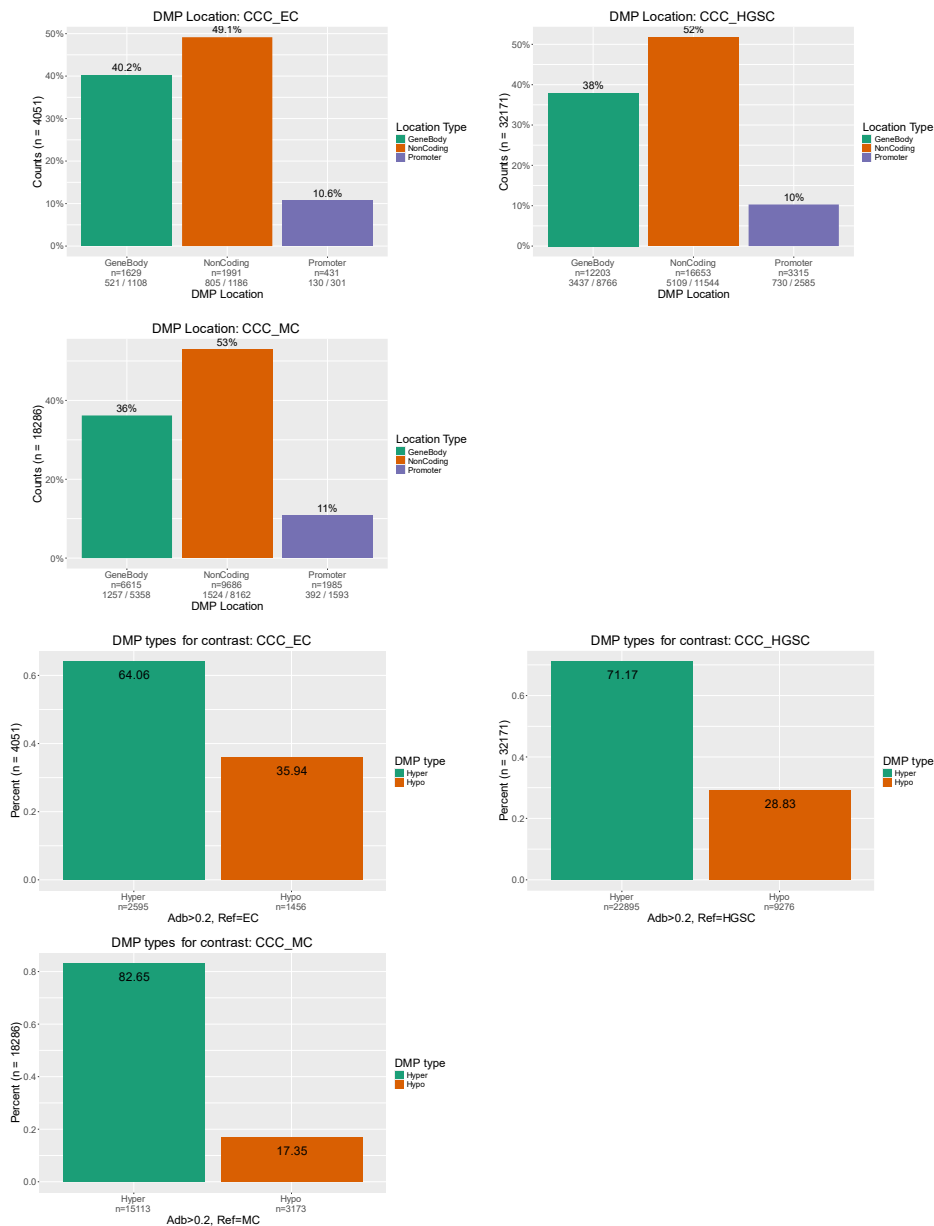 DMP Location: CCC_EC
49.1%
50%
40.2%
40%
30%
20%
10.6%
10%
0%
Counts (n = 4051)
Location Type
GeneBody
NonCoding
Promoter
GeneBody NonCoding Promoter
n=1629 n=1991 n=431
521 / 1108 805 / 1186 130 / 301
DMP Location
DMP Location: CCC_HGSC
52%
50%
38%
40%
30%
20%
10%
10%
0%
Counts (n = 32171)
Location Type
GeneBody
NonCoding
Promoter
GeneBody NonCoding Promoter
n=12203 n=16653 n=3315
3437 / 8766 5109 / 11544 730 / 2585
DMP Location
DMP Location: CCC_MC
53%
40%
36%
20%
11%
0%
Counts (n = 18286)
Location Type
GeneBody
NonCoding
Promoter
GeneBody NonCoding Promoter
n=6615 n=9686 n=1985
1257 / 5358 1524 / 8162 392 / 1593
DMP Location
DMP types for contrast: CCC_EC
64.06
0.6
0.4
35.94
0.2
0.0
Percent (n = 4051)
DMP type
Hyper
Hypo
Hyper Hypo
n=2595 n=1456
Adb>0.2, Ref=EC
DMP types for contrast: CCC_HGSC
71.17
0.6
0.4
28.83
0.2
0.0
Percent (n = 32171)
DMP type
Hyper
Hypo
Hyper Hypo
n=22895 n=9276
Adb>0.2, Ref=HGSC
DMP types for contrast: CCC_MC
0.8
82.65
0.6
0.4
0.2
17.35
0.0
Percent (n = 18286)
DMP type
Hyper
Hypo
Hyper Hypo
n=15113 n=3173
Adb>0.2, Ref=MC